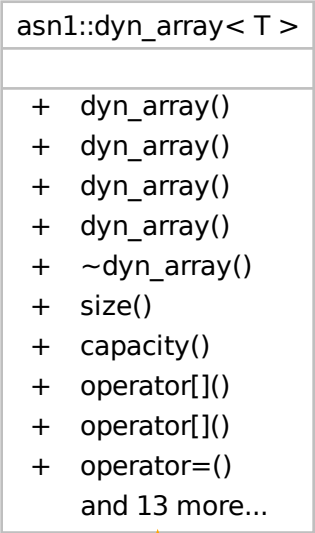 asn1::dyn_array< T >
+ dyn_array()
+ dyn_array()
+ dyn_array()
+ dyn_array()
+ ~dyn_array()
+ size()
+ capacity()
+ operator[]()
+ operator[]()
+ operator=()
and 13 more...